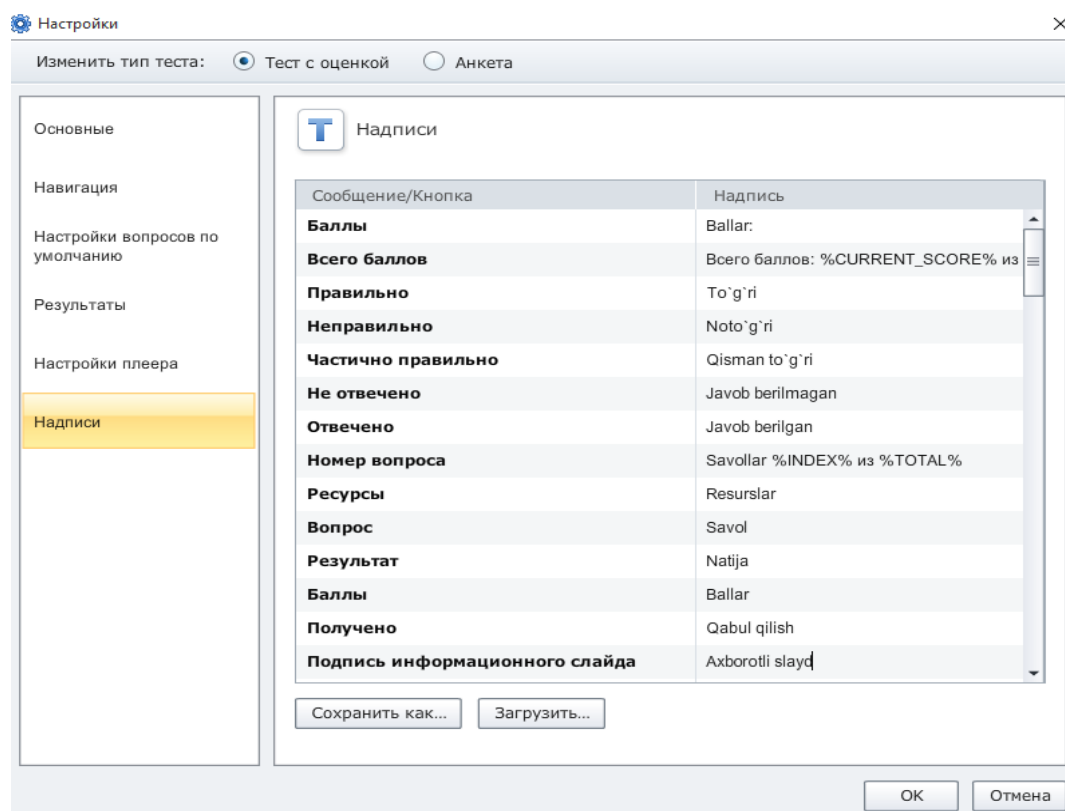 Настройки
Изменить тип теста: Тест с оценкой Анкета
Основные
Навигация
Настройки вопросов по
умолчанию
Результаты
Настройки плеера
Надписи
Надписи
Сообщение/Кнопка Надпись
Баллы Ballar:
Всего баллов Всего баллов: %CURRENT_SCORE% из
Правильно To`g`ri
Неправильно Noto`g`ri
Частично правильно Qisman to`g`ri
Не отвечено Javob berilmagan
Отвечено Javob berilgan
Номер вопроса Savollar %INDEX% из %TOTAL%
Ресурсы Resurslar
Вопрос Savol
Результат Natija
Баллы Ballar
Получено Qabul qilish
Подпись информационного слайда Axborotli slayd
Сохранить как... Загрузить...
OK Отмена